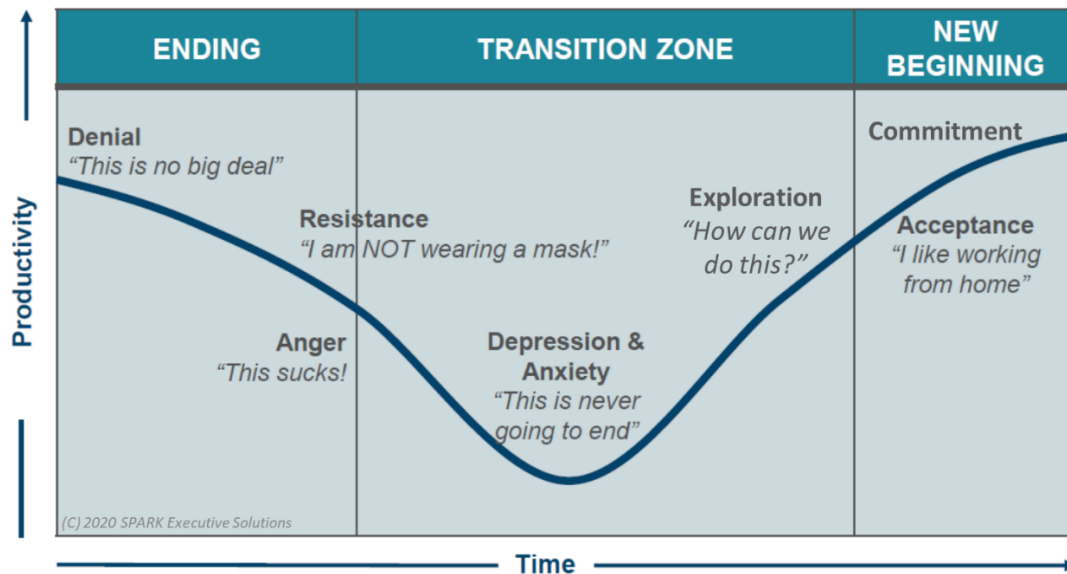 ENDING
TRANSITION ZONE
NEW
BEGINNING
Denial
“This is no big deal”
Resistance
“I am NOT wearing a mask!”
Anger
“This sucks!
Depression &
Anxiety
“This is never
going to end”
Exploration
“How can we
do this?”
Commitment
Acceptance
“I like working
from home”
Productivity
(C) 2020 SPARK Executive Solutions
Time